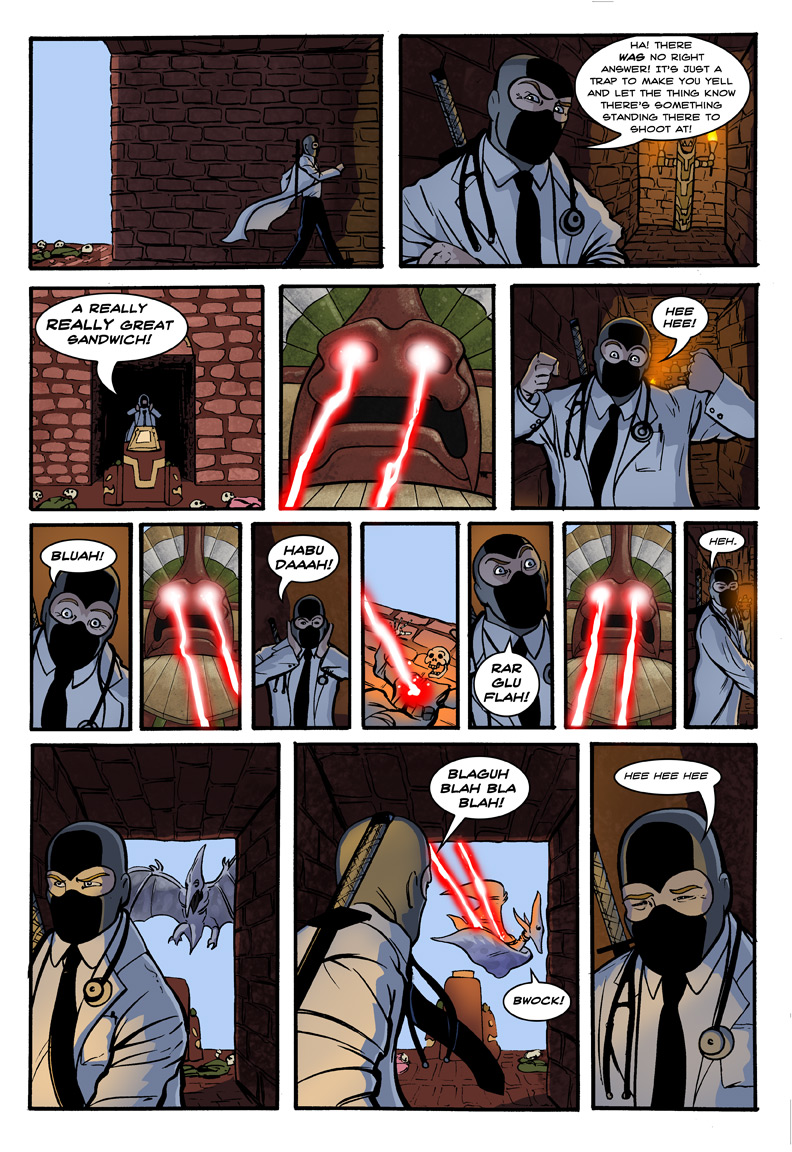 HA! THERE
WAS NO RIGHT
ANSWER! IT'S JUST A
TRAP TO MAKE YOU YELL
AND LET THE THING KNOW
THERE'S SOMETHING
STANDING THERE TO
SHOOT AT!
A REALLY
REALLY GREAT
SANDWICH!
HEE
HEE!
BLUAH!
HABU
DAAAH!
RAR
GLU
FLAH!
HEH.
BLAGUH
BLAH BLA
BLAH!
BWOCK!
HEE HEE HEE